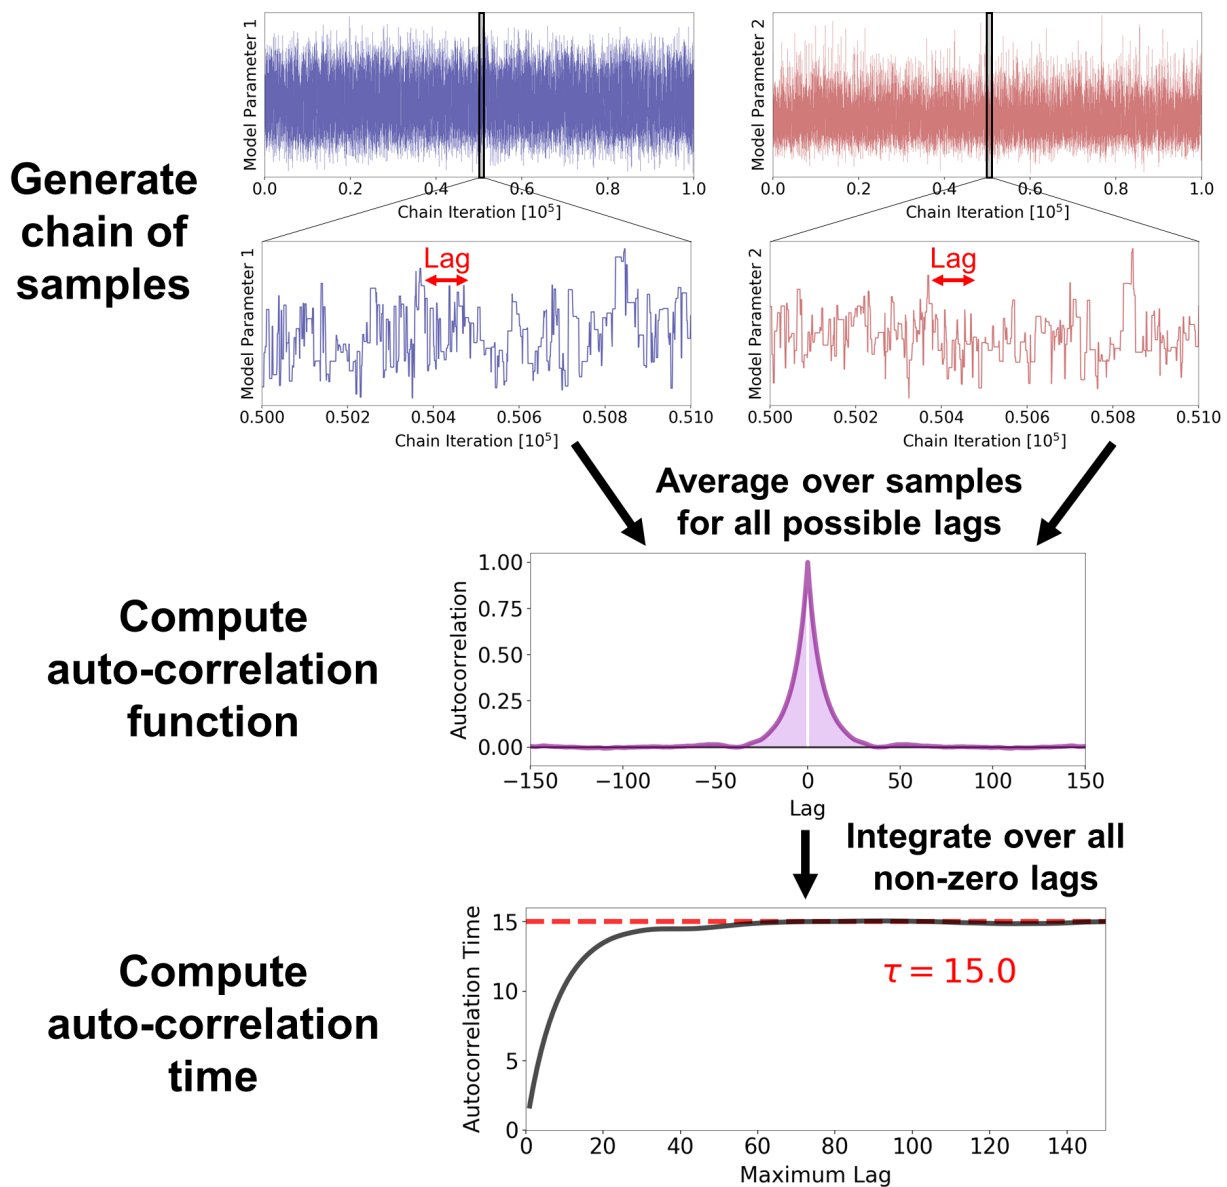 Generate
chain of
samples
Model Parameter 1
0.0 0.2 0.4 0.6 0.8 1.0
Chain Iteration [10⁵]
Model Parameter 2
0.0 0.2 0.4 0.6 0.8 1.0
Chain Iteration [10⁵]
Model Parameter 1
Lag
0.500 0.502 0.504 0.506 0.508 0.510
Chain Iteration [10⁵]
Model Parameter 2
Lag
0.500 0.502 0.504 0.506 0.508 0.510
Chain Iteration [10⁵]
Average over samples
for all possible lags
Compute
auto-correlation
function
Autocorrelation
1.00
0.75
0.50
0.25
0.00
−150 −100 −50 0 50 100 150
Lag
Integrate over all
non-zero lags
Compute
auto-correlation
time
Autocorrelation Time
15
10
5
0
τ = 15.0
0 20 40 60 80 100 120 140
Maximum Lag